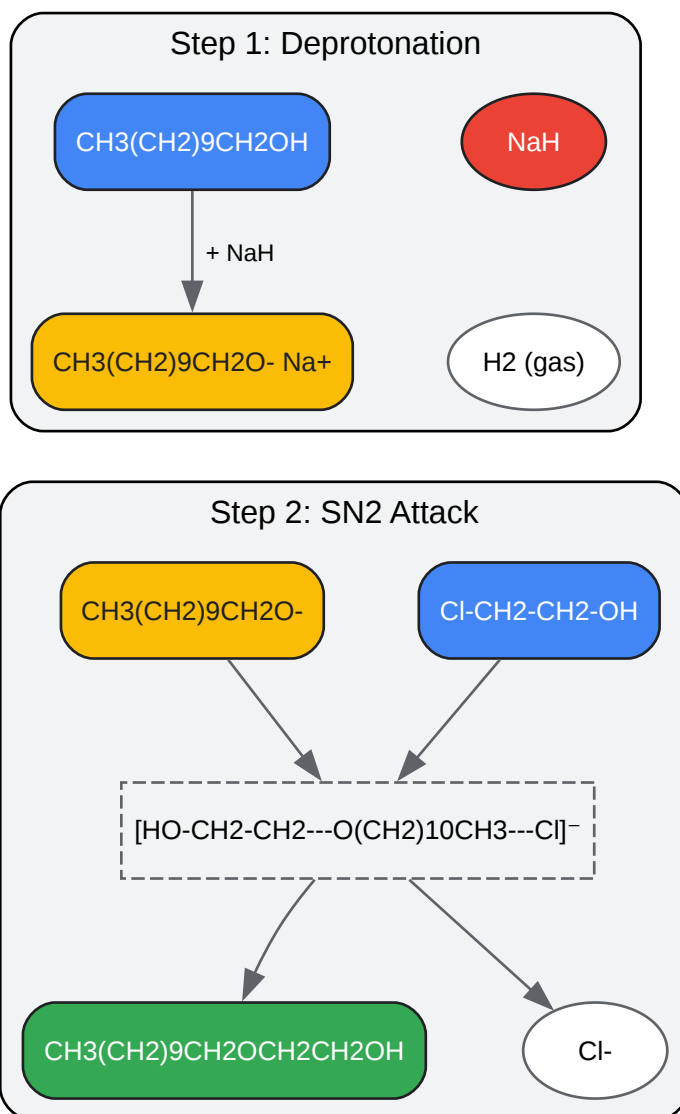 Step 1: Deprotonation
CH3(CH2)9CH2OH
NaH
+ NaH
CH3(CH2)9CH2O- Na+
H2 (gas)
Step 2: SN2 Attack
CH3(CH2)9CH2O-
Cl-CH2-CH2-OH
[HO-CH2-CH2---O(CH2)10CH3---Cl]⁻
CH3(CH2)9CH2OCH2CH2OH
Cl-